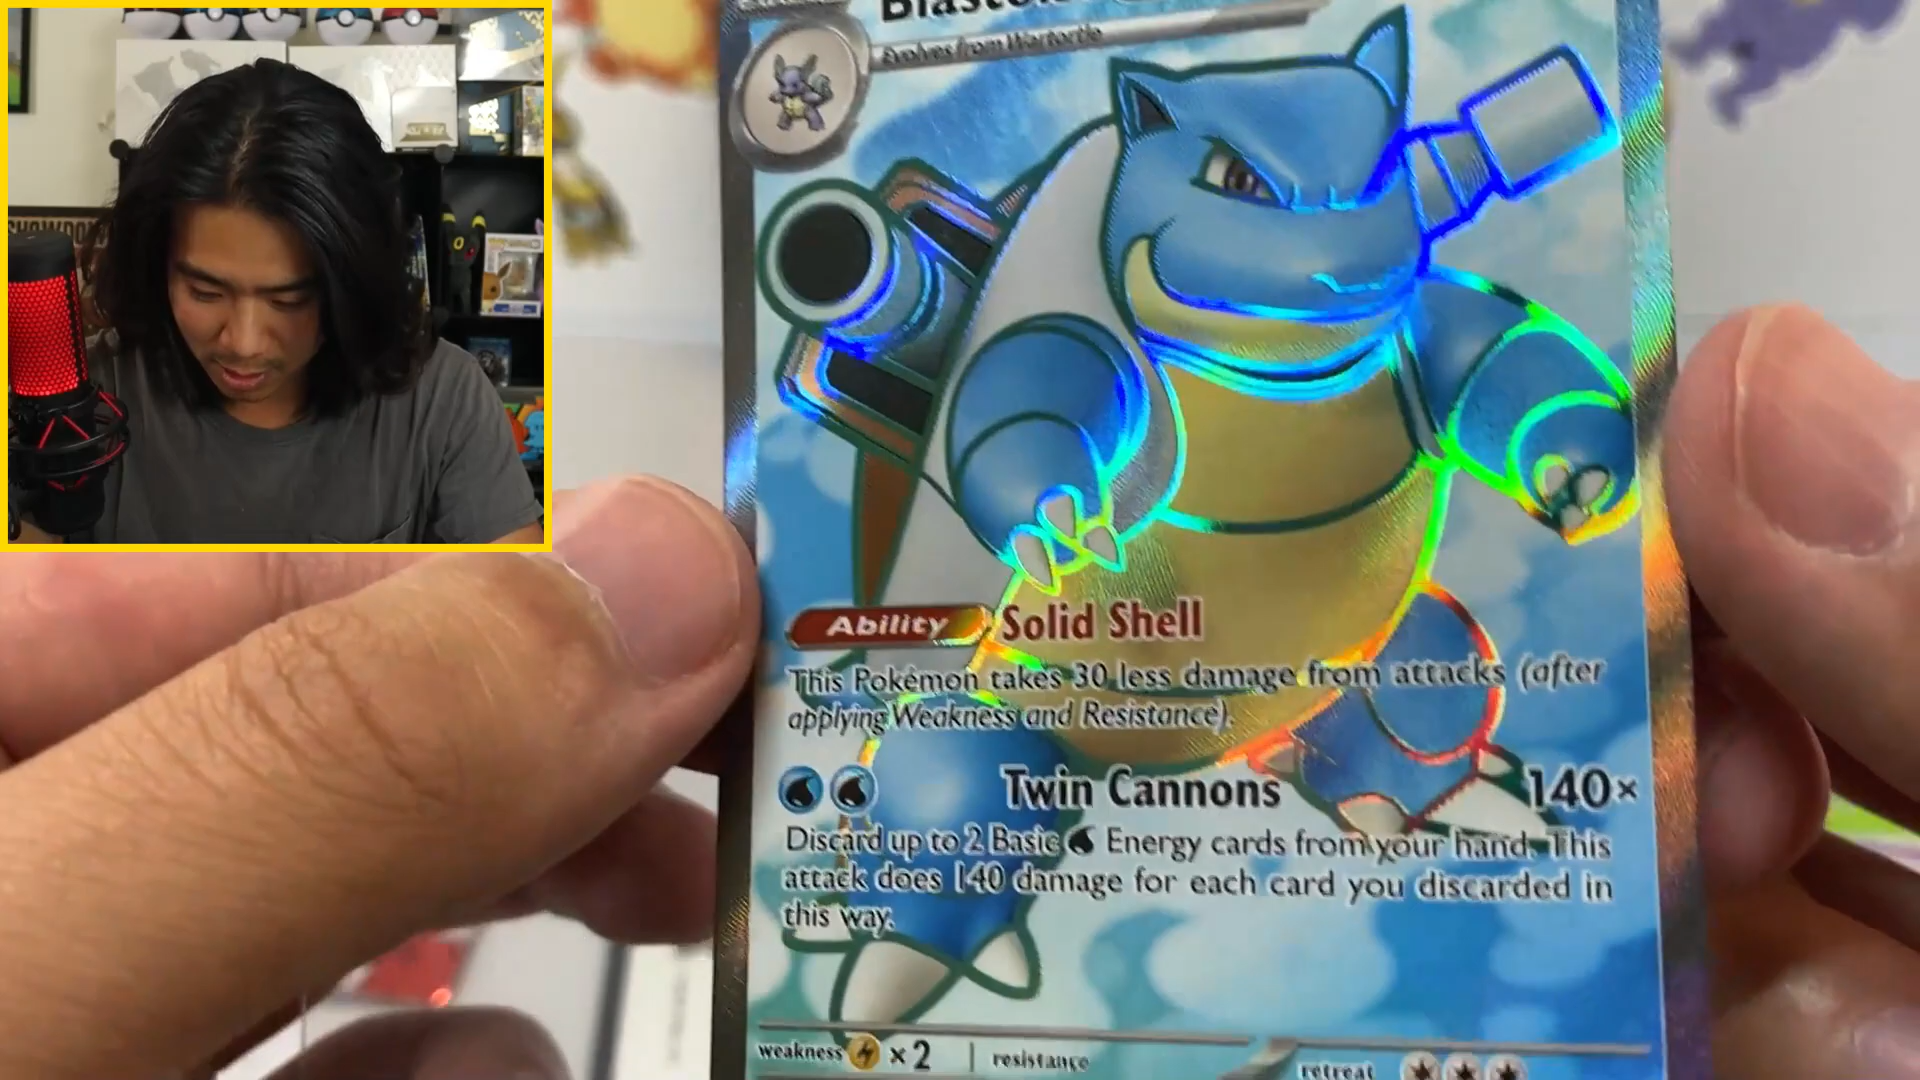 Evolves from Wartortle
Ability Solid Shell
This Pokémon takes 30 less damage from attacks (after
applying Weakness and Resistance).
Twin Cannons 140×
Discard up to 2 Basic Energy cards from your hand. This
attack does 140 damage for each card you discarded in
this way.
weakness ×2 resistance
retreat